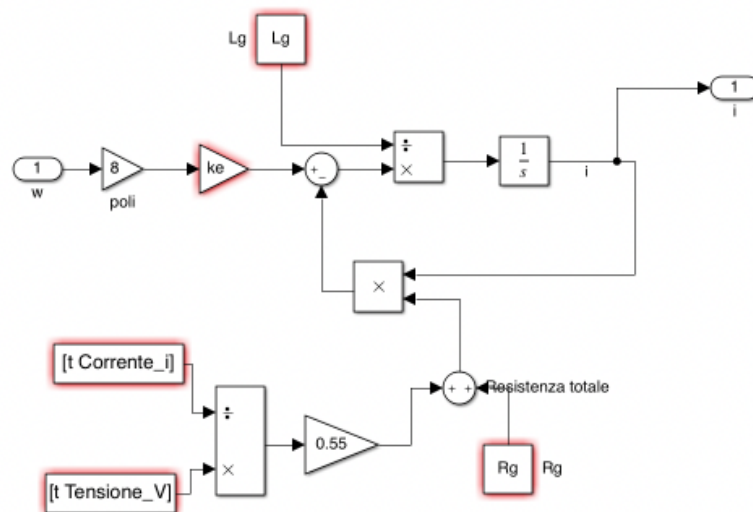 Lg Lg
1
i
÷
×
1
s
i
1
w
8
poli
ke
+
−
×
[t Corrente_i]
÷
×
0.55
+ +
Resistenza totale
[t Tensione_V]
Rg Rg